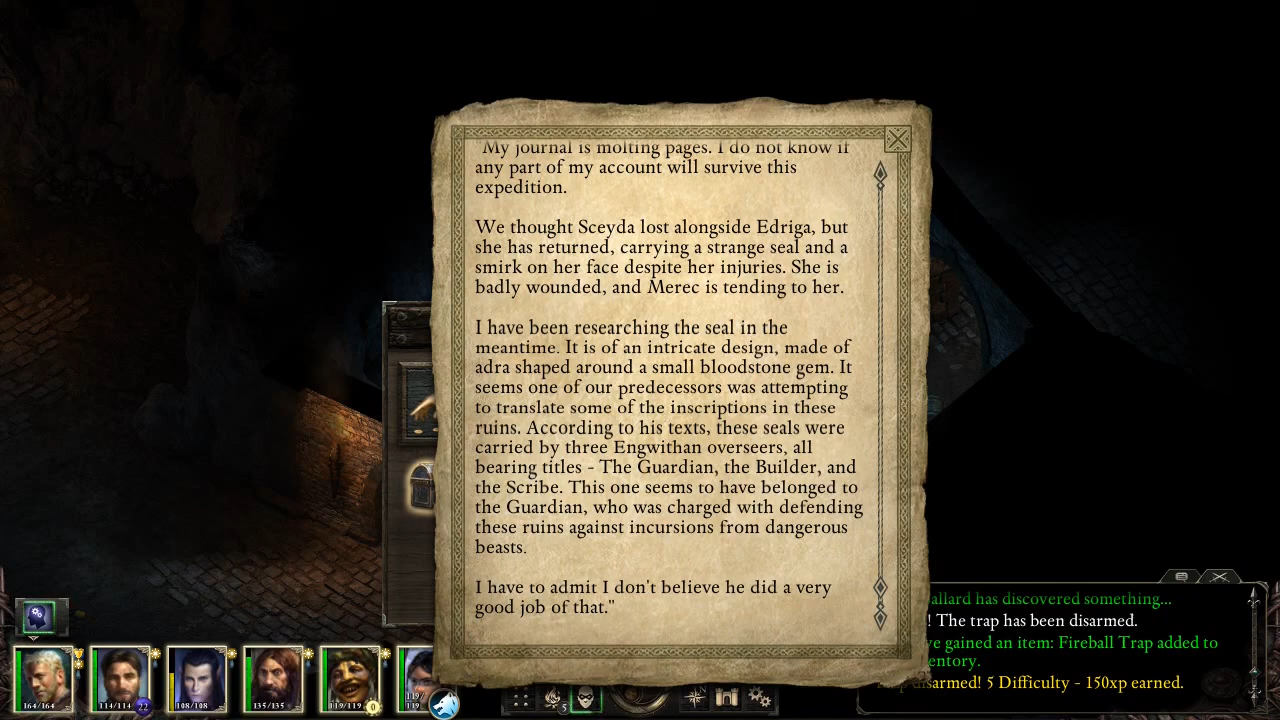 "My journal is molting pages. I do not know if
any part of my account will survive this
expedition.
We thought Sceyda lost alongside Edriga, but
she has returned, carrying a strange seal and a
smirk on her face despite her injuries. She is
badly wounded, and Merec is tending to her.
I have been researching the seal in the
meantime. It is of an intricate design, made of
adra shaped around a small bloodstone gem. It
seems one of our predecessors was attempting
to translate some of the inscriptions in these
ruins. According to his texts, these seals were
carried by three Engwithan overseers, all
bearing titles - The Guardian, the Builder, and
the Scribe. This one seems to have belonged to
the Guardian, who was charged with defending
these ruins against incursions from dangerous
beasts.
I have to admit I don't believe he did a very
good job of that."
allard has discovered something...
! The trap has been disarmed.
ve gained an item: Fireball Trap added to
entory.
sarmed! 5 Difficulty - 150xp earned.
164/164
114/114
22
108/108
135/135
119/119
0
119/
119
5
N